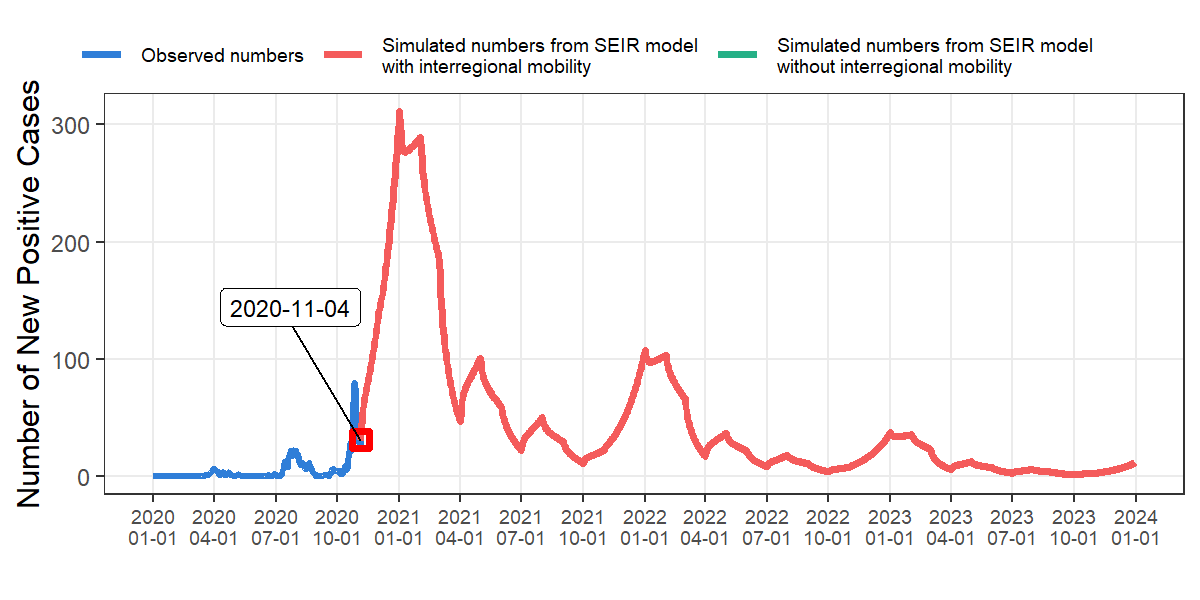 Observed numbers
Simulated numbers from SEIR model
with interregional mobility
Simulated numbers from SEIR model
without interregional mobility
Number of New Positive Cases
300
200
100
0
2020-11-04
2020 2020 2020 2020 2021 2021 2021 2021 2022 2022 2022 2022 2023 2023 2023 2023 2024
01-01 04-01 07-01 10-01 01-01 04-01 07-01 10-01 01-01 04-01 07-01 10-01 01-01 04-01 07-01 10-01 01-01